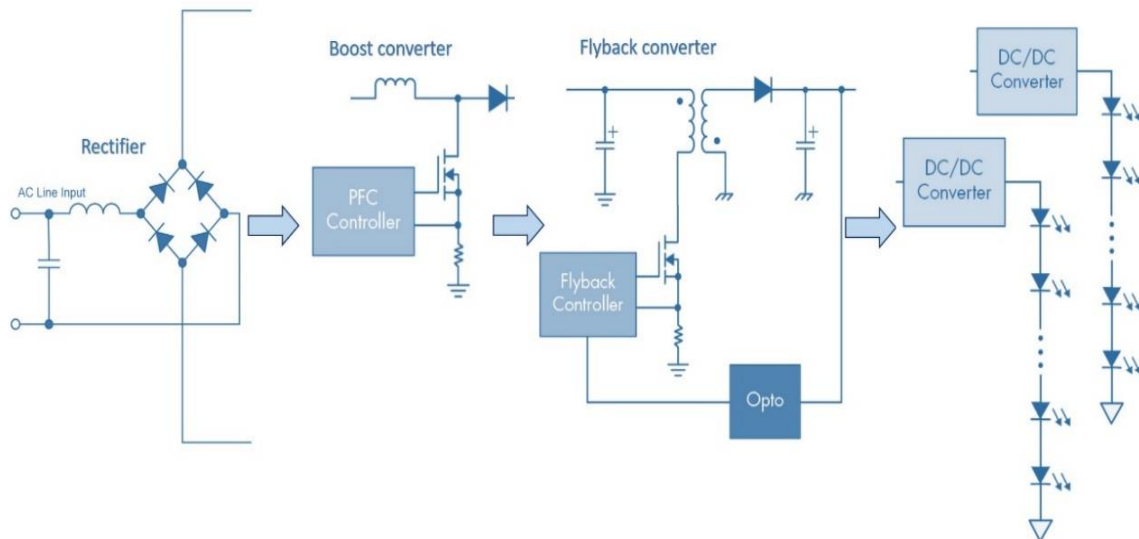 Rectifier
AC Line Input
Boost converter
PFC
Controller
Flyback converter
+
+
Flyback
Controller
Opto
DC/DC
Converter
DC/DC
Converter